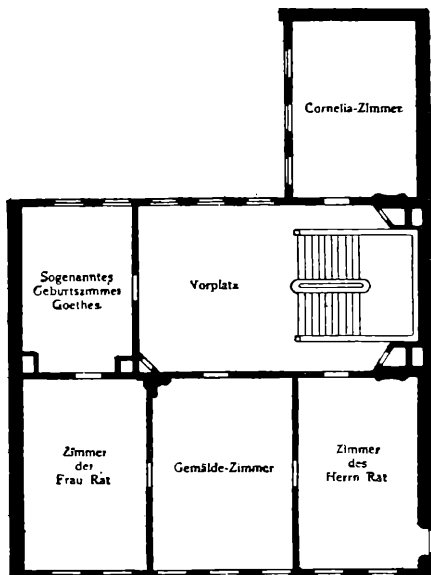 Cornelia-Zimmer
Sogenanntes
Geburtszimmer
Goethes.
Vorplatz
Zimmer
der
Frau Rat
Gemälde-Zimmer
Zimmer
des
Herrn Rat